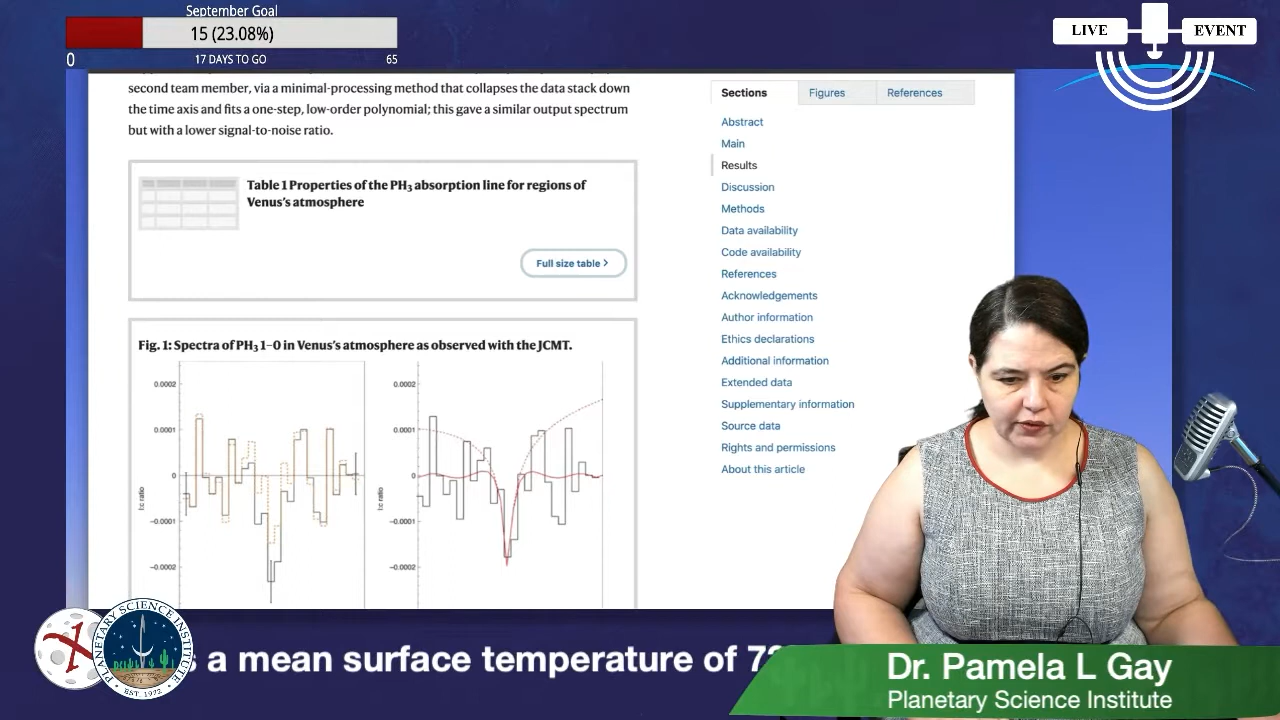 September Goal
15 (23.08%)
0
17 DAYS TO GO
65
LIVE
EVENT
second team member, via a minimal-processing method that collapses the data stack down
the time axis and fits a one-step, low-order polynomial; this gave a similar output spectrum
but with a lower signal-to-noise ratio.
Table 1 Properties of the PH₃ absorption line for regions of
Venus's atmosphere
Full size table >
Fig. 1: Spectra of PH₃ 1–0 in Venus's atmosphere as observed with the JCMT.
0.0002
0.0001
0
−0.0001
−0.0002
l:c ratio
0.0002
0.0001
0
−0.0001
−0.0002
l:c ratio
Sections
Figures
References
Abstract
Main
Results
Discussion
Methods
Data availability
Code availability
References
Acknowledgements
Author information
Ethics declarations
Additional information
Extended data
Supplementary information
Source data
Rights and permissions
About this article
PLANETARY SCIENCE INSTITUTE
EST. 1972
s a mean surface temperature of 7
Dr. Pamela L Gay
Planetary Science Institute